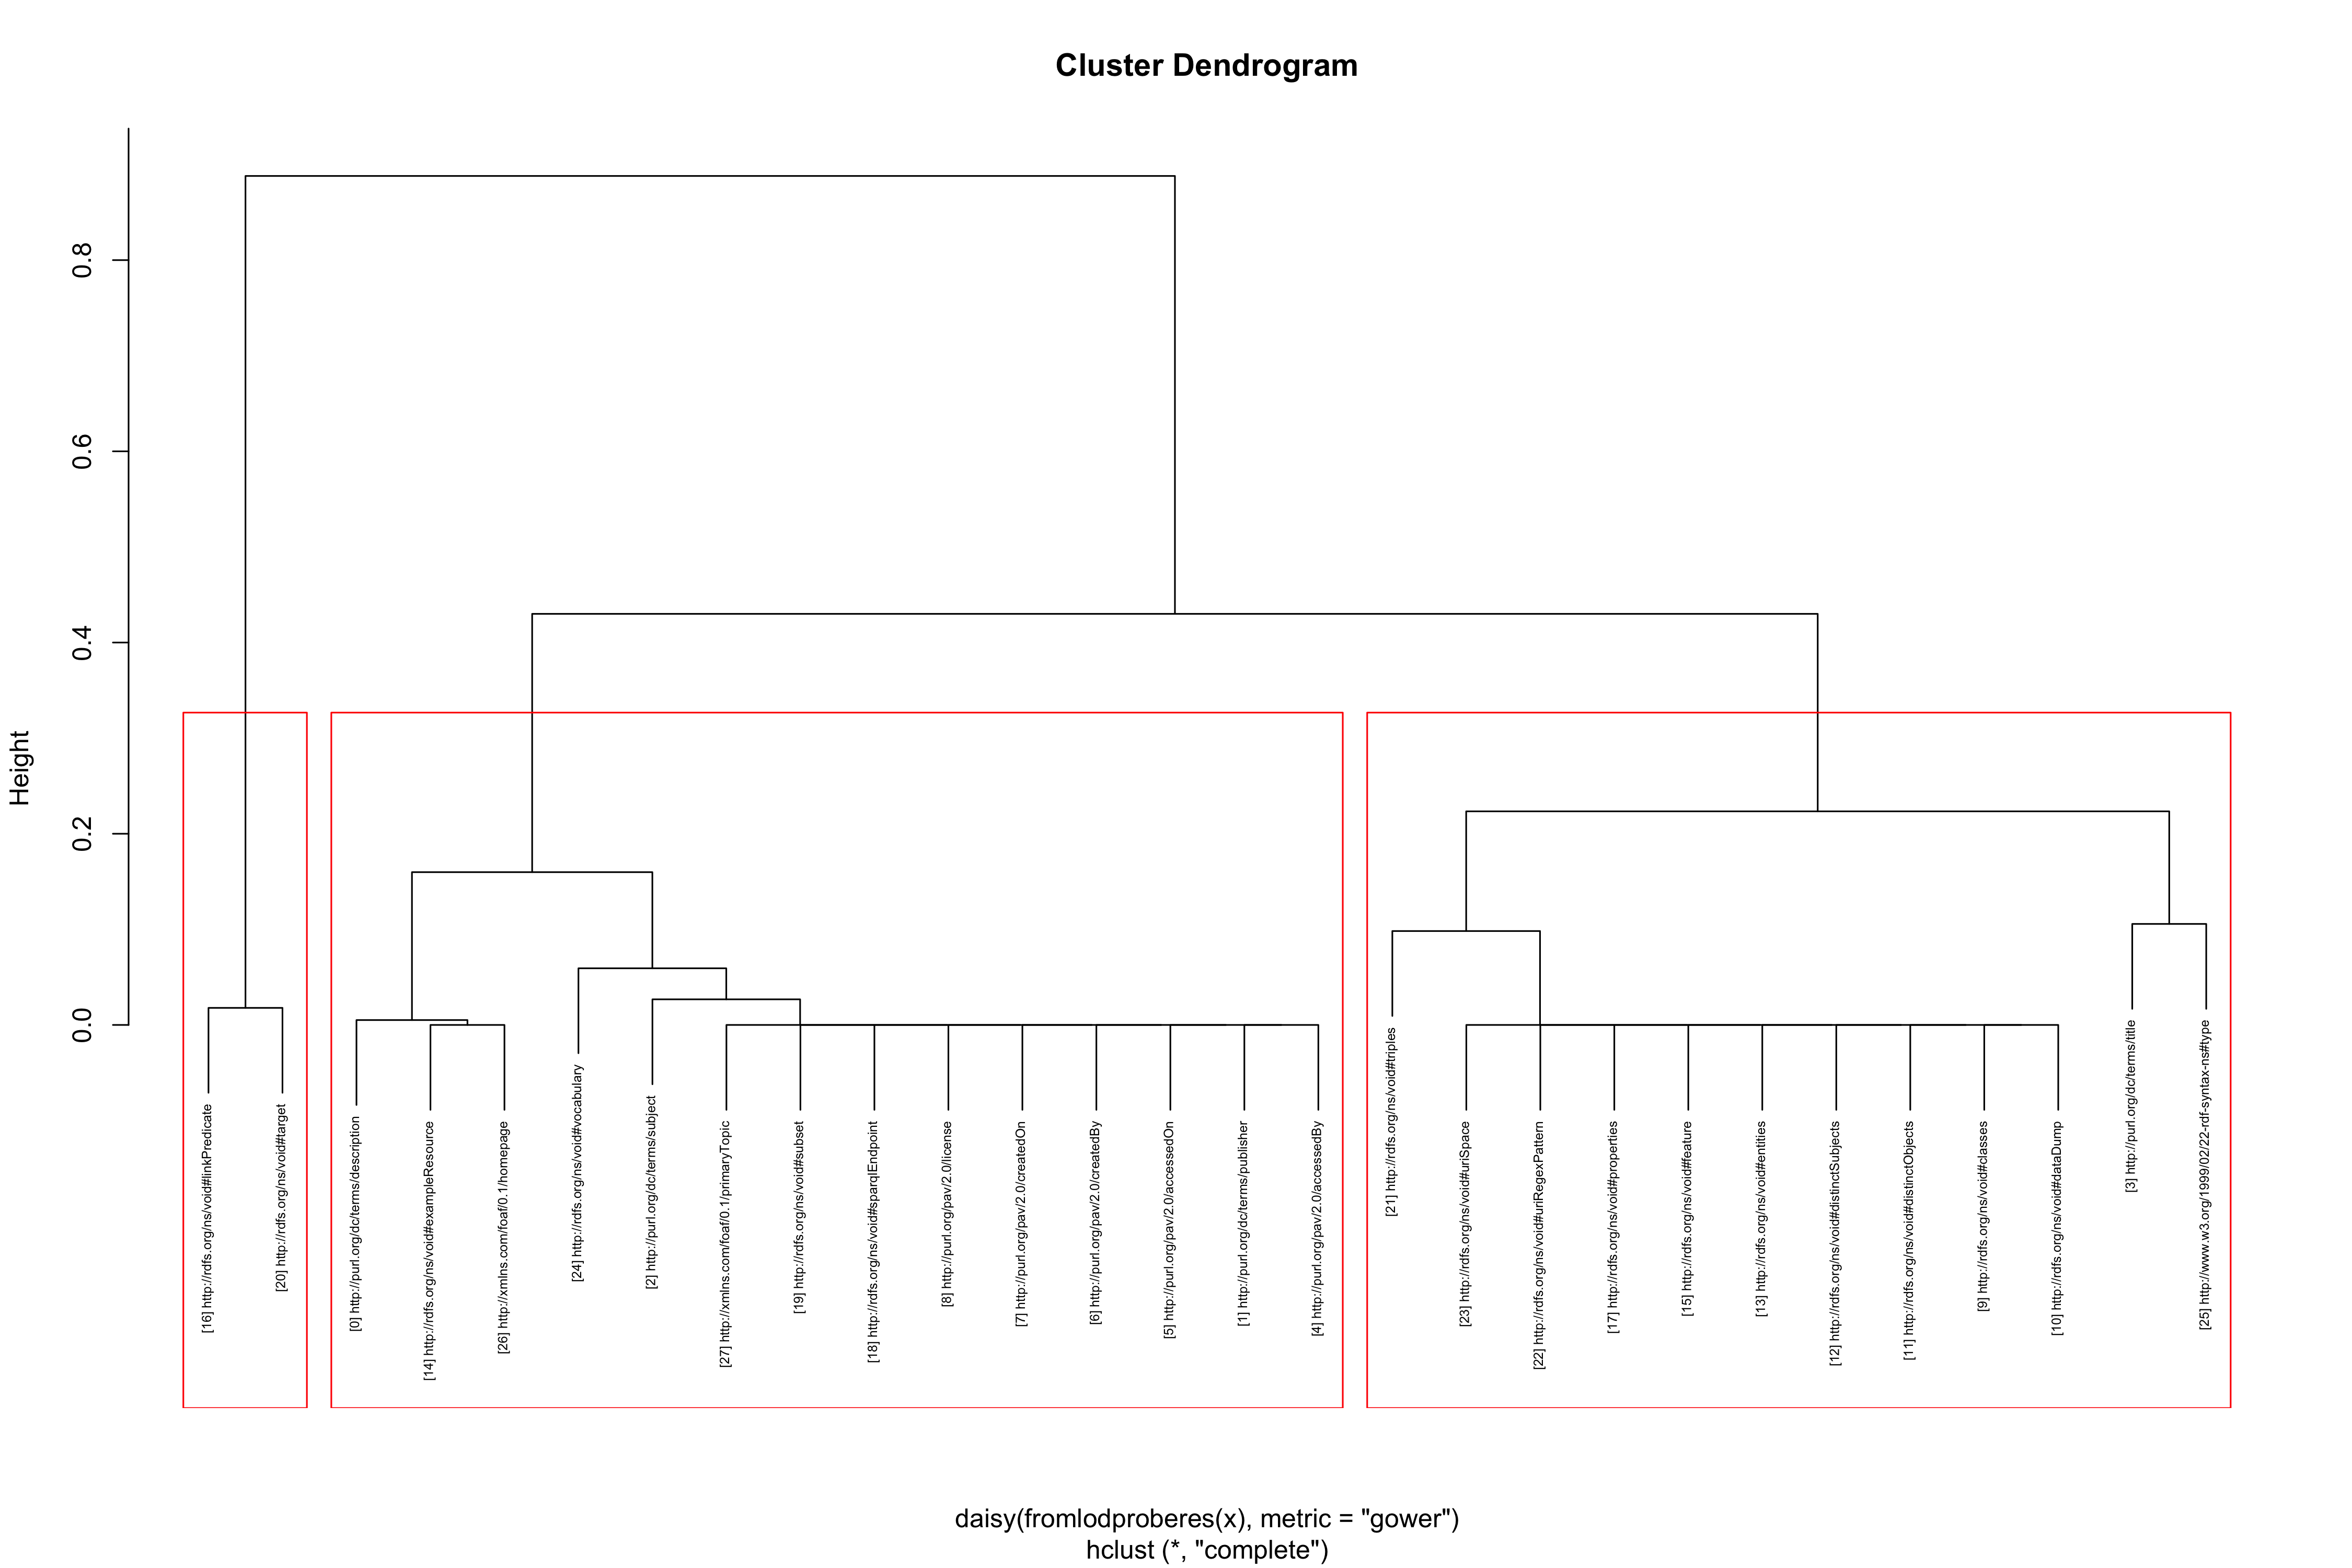 Cluster Dendrogram
Height
0.0
0.2
0.4
0.6
0.8
[16] http://rdfs.org/ns/void#linkPredicate
[20] http://rdfs.org/ns/void#target
[0] http://purl.org/dc/terms/description
[14] http://rdfs.org/ns/void#exampleResource
[26] http://xmlns.com/foaf/0.1/homepage
[24] http://rdfs.org/ns/void#vocabulary
[2] http://purl.org/dc/terms/subject
[27] http://xmlns.com/foaf/0.1/primaryTopic
[19] http://rdfs.org/ns/void#subset
[18] http://rdfs.org/ns/void#sparqlEndpoint
[8] http://purl.org/pav/2.0/license
[7] http://purl.org/pav/2.0/createdOn
[6] http://purl.org/pav/2.0/createdBy
[5] http://purl.org/pav/2.0/accessedOn
[1] http://purl.org/dc/terms/publisher
[4] http://purl.org/pav/2.0/accessedBy
[21] http://rdfs.org/ns/void#triples
[23] http://rdfs.org/ns/void#uriSpace
[22] http://rdfs.org/ns/void#uriRegexPattern
[17] http://rdfs.org/ns/void#properties
[15] http://rdfs.org/ns/void#feature
[13] http://rdfs.org/ns/void#entities
[12] http://rdfs.org/ns/void#distinctSubjects
[11] http://rdfs.org/ns/void#distinctObjects
[9] http://rdfs.org/ns/void#classes
[10] http://rdfs.org/ns/void#dataDump
[3] http://purl.org/dc/terms/title
[25] http://www.w3.org/1999/02/22-rdf-syntax-ns#type
daisy(fromlodproberes(x), metric = "gower")
hclust (*, "complete")